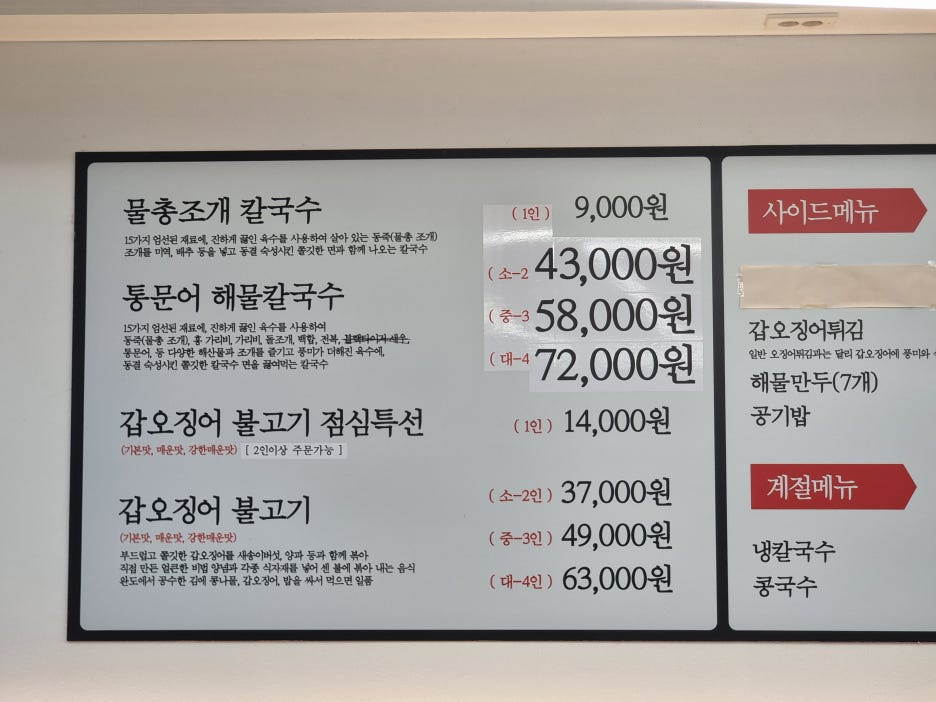 물총조개 칼국수 (1인) 9,000원
15가지 엄선된 재료에, 진하게 끓인 육수를 사용하여 살아 있는 동죽(물총 조개)
조개를 미역, 배추 등을 넣고 동결 숙성시킨 쫄깃한 면과 함께 나오는 칼국수
통문어 해물칼국수
(소-2 43,000원
(중-3 58,000원
(대-4 72,000원
15가지 엄선된 재료에, 진하게 끓인 육수를 사용하여
동죽(물총 조개), 홍 가리비, 가리비, 돌조개, 백합, 전복, 블랙타이거 새우,
통문어, 등 다양한 해산물과 조개를 즐기고 풍미가 더해진 육수에,
동결 숙성시킨 쫄깃한 칼국수 면을 끓여먹는 칼국수
갑오징어 불고기 점심특선 (1인) 14,000원
(기본맛, 매운맛, 강한매운맛) [ 2인이상 주문가능 ]
갑오징어 불고기
(소-2인) 37,000원
(중-3인) 49,000원
(대-4인) 63,000원
(기본맛, 매운맛, 강한매운맛)
부드럽고 쫄깃한 갑오징어를 새송이버섯, 양파 등과 함께 볶아
직접 만든 얼큰한 비법 양념과 각종 식자재를 넣어 센 불에 볶아 내는 음식
완도에서 공수한 김에 콩나물, 갑오징어, 밥을 싸서 먹으면 일품
사이드메뉴
갑오징어튀김
일반 오징어튀김과는 달리 갑오징어에 풍미와
해물만두(7개)
공기밥
계절메뉴
냉칼국수
콩국수